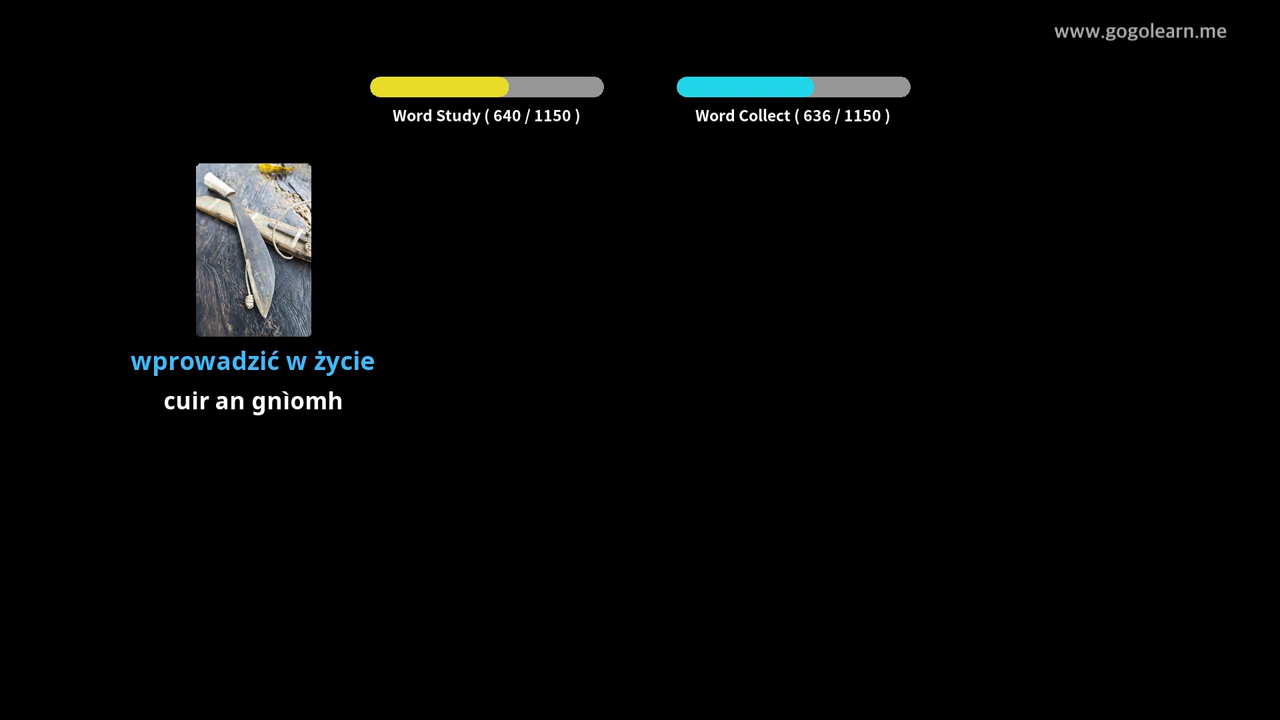 www.gogolearn.me
Word Study ( 640 / 1150 )
Word Collect ( 636 / 1150 )
wprowadzić w życie
cuir an gnìomh